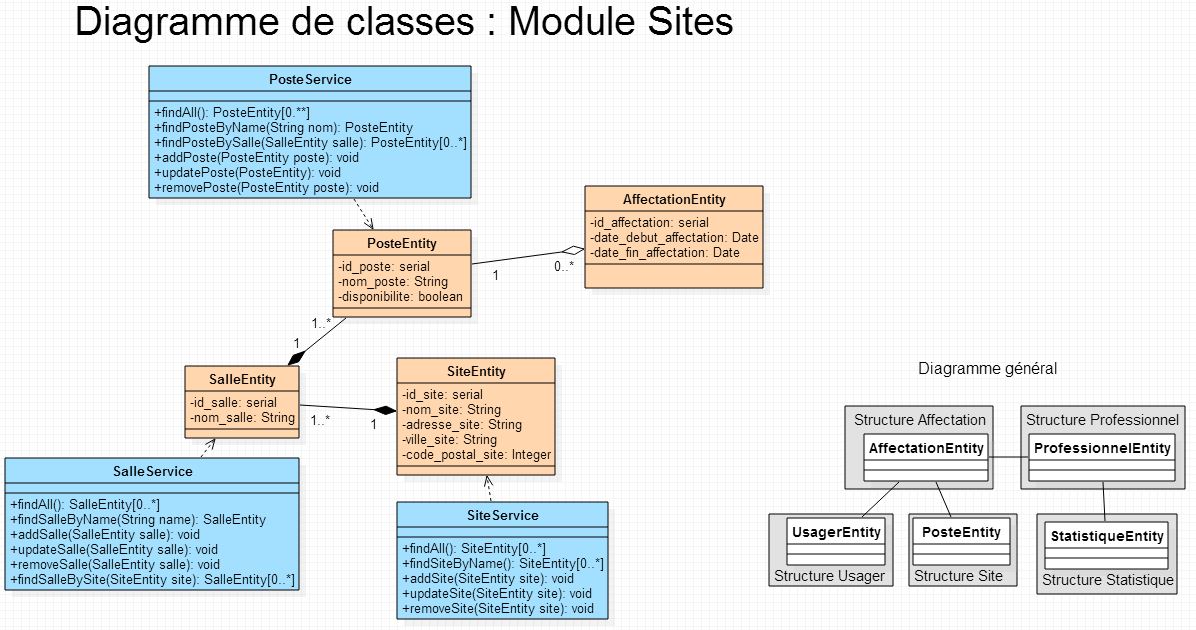 Diagramme de classes : Module Sites
PosteService
+findAll(): PosteEntity[0.**]
+findPosteByName(String nom): PosteEntity
+findPosteBySalle(SalleEntity salle): PosteEntity[0..*]
+addPoste(PosteEntity poste): void
+updatePoste(PosteEntity): void
+removePoste(PosteEntity poste): void
AffectationEntity
-id_affectation: serial
-date_debut_affectation: Date
-date_fin_affectation: Date
PosteEntity
-id_poste: serial
-nom_poste: String
-disponibilite: boolean
1
0..*
1..*
1
SalleEntity
-id_salle: serial
-nom_salle: String
1..*
1
SiteEntity
-id_site: serial
-nom_site: String
-adresse_site: String
-ville_site: String
-code_postal_site: Integer
SalleService
+findAll(): SalleEntity[0..*]
+findSalleByName(String name): SalleEntity
+addSalle(SalleEntity salle): void
+updateSalle(SalleEntity salle): void
+removeSalle(SalleEntity salle): void
+findSalleBySite(SiteEntity site): SalleEntity[0..*]
SiteService
+findAll(): SiteEntity[0..*]
+findSiteByName(): SiteEntity[0..*]
+addSite(SiteEntity site): void
+updateSite(SiteEntity site): void
+removeSite(SiteEntity site): void
Diagramme général
Structure Affectation
AffectationEntity
Structure Professionnel
ProfessionnelEntity
UsagerEntity
Structure Usager
PosteEntity
Structure Site
StatistiqueEntity
Structure Statistique